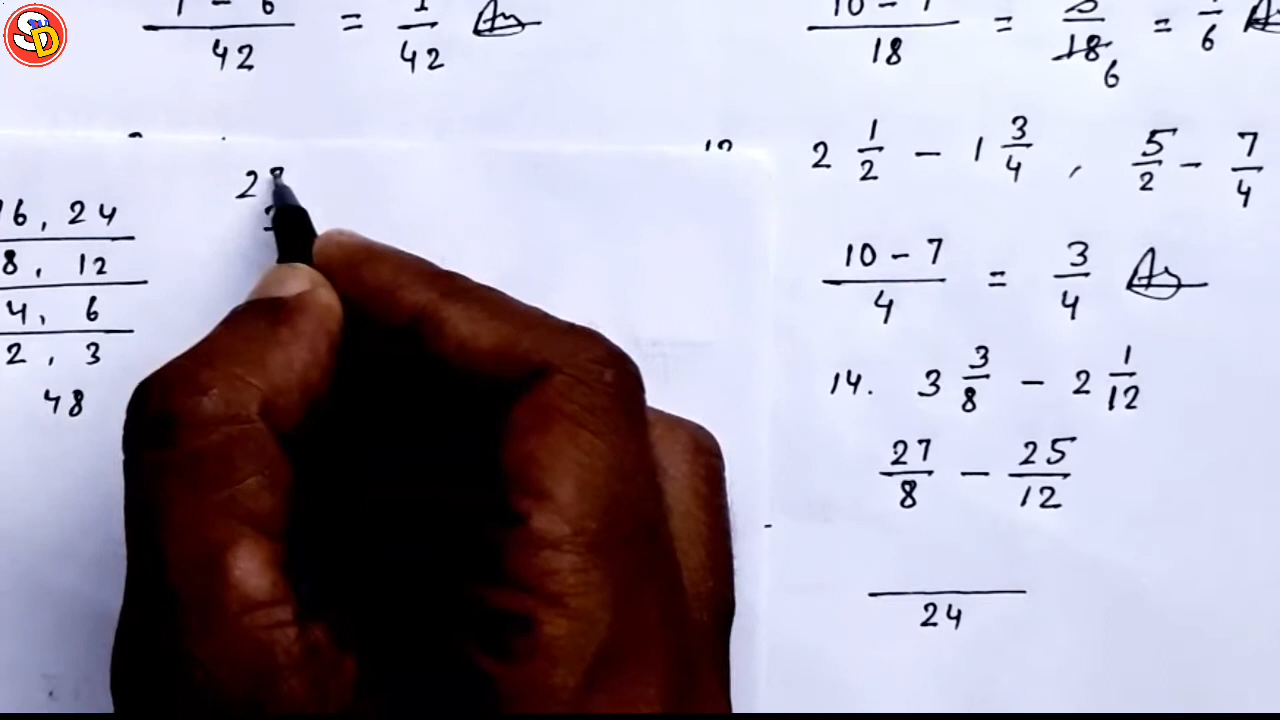 SD
42 = 42
18 = 18 6 = 6
2 1/2 - 1 3/4 , 5/2 - 7/4
10 - 7 / 4 = 3/4
14. 3 3/8 - 2 1/12
27/8 - 25/12
24
16, 24
8, 12
4, 6
2, 3
48
2